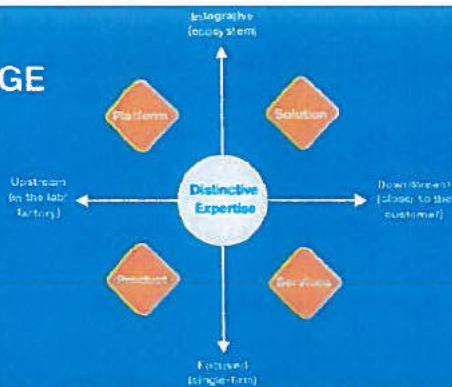 Integrative
(ecosystem)
GE
Platform
Solution
Upstream
(in the lab/
factory)
Distinctive
Expertise
Downstream
(closer to the
customer)
Product
Services
Focused
(single-firm)